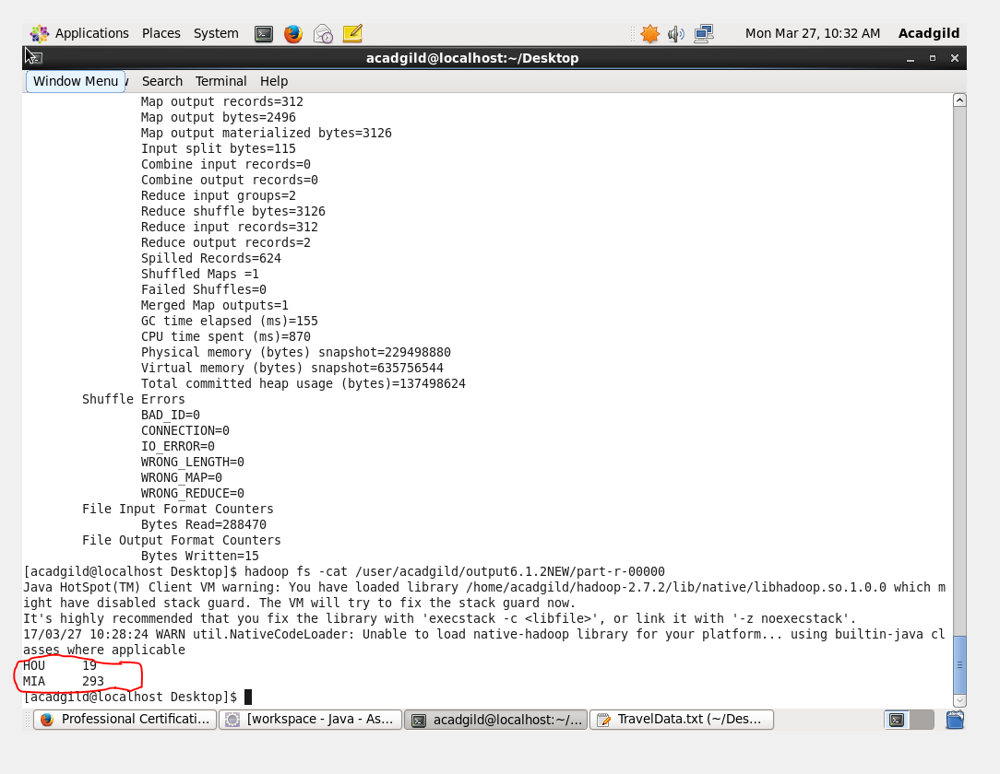 Applications Places System Mon Mar 27, 10:32 AM Acadgild
acadgild@localhost:~/Desktop
Window Menu Search Terminal Help
Map output records=312
Map output bytes=2496
Map output materialized bytes=3126
Input split bytes=115
Combine input records=0
Combine output records=0
Reduce input groups=2
Reduce shuffle bytes=3126
Reduce input records=312
Reduce output records=2
Spilled Records=624
Shuffled Maps =1
Failed Shuffles=0
Merged Map outputs=1
GC time elapsed (ms)=155
CPU time spent (ms)=870
Physical memory (bytes) snapshot=229498880
Virtual memory (bytes) snapshot=635756544
Total committed heap usage (bytes)=137498624
Shuffle Errors
BAD_ID=0
CONNECTION=0
IO_ERROR=0
WRONG_LENGTH=0
WRONG_MAP=0
WRONG_REDUCE=0
File Input Format Counters
Bytes Read=288470
File Output Format Counters
Bytes Written=15
[acadgild@localhost Desktop]$ hadoop fs -cat /user/acadgild/output6.1.2NEW/part-r-00000
Java HotSpot(TM) Client VM warning: You have loaded library /home/acadgild/hadoop-2.7.2/lib/native/libhadoop.so.1.0.0 which m
ight have disabled stack guard. The VM will try to fix the stack guard now.
It's highly recommended that you fix the library with 'execstack -c <libfile>', or link it with '-z noexecstack'.
17/03/27 10:28:24 WARN util.NativeCodeLoader: Unable to load native-hadoop library for your platform... using builtin-java cl
asses where applicable
HOU 19
MIA 293
[acadgild@localhost Desktop]$
Professional Certificati... [workspace - Java - As... acadgild@localhost:~/... TravelData.txt (~/Des...